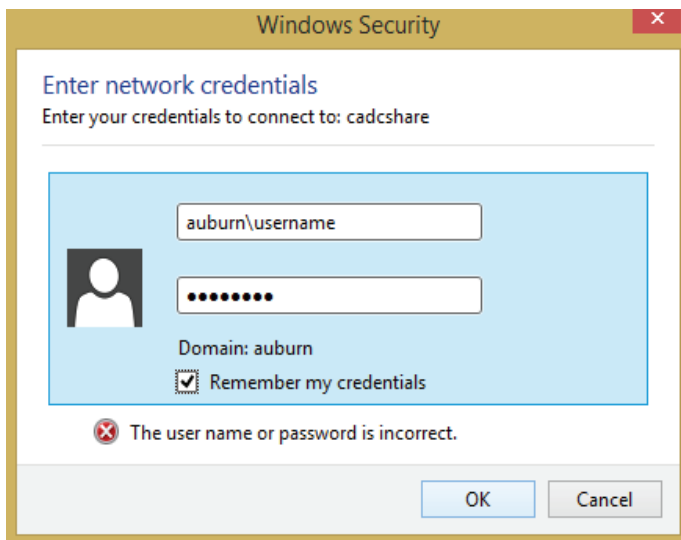 Windows Security
Enter network credentials
Enter your credentials to connect to: cadcshare
auburn\username
••••••••
Domain: auburn
Remember my credentials
The user name or password is incorrect.
OK
Cancel